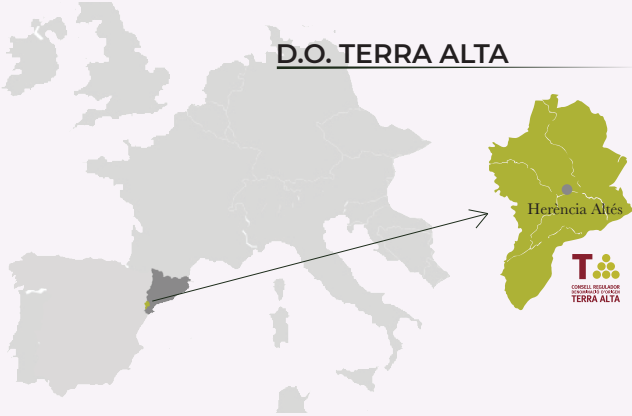 D.O. TERRA ALTA
Herència Altés
T
CONSELL REGULADOR
DENOMINACIÓ D'ORIGEN
TERRA ALTA